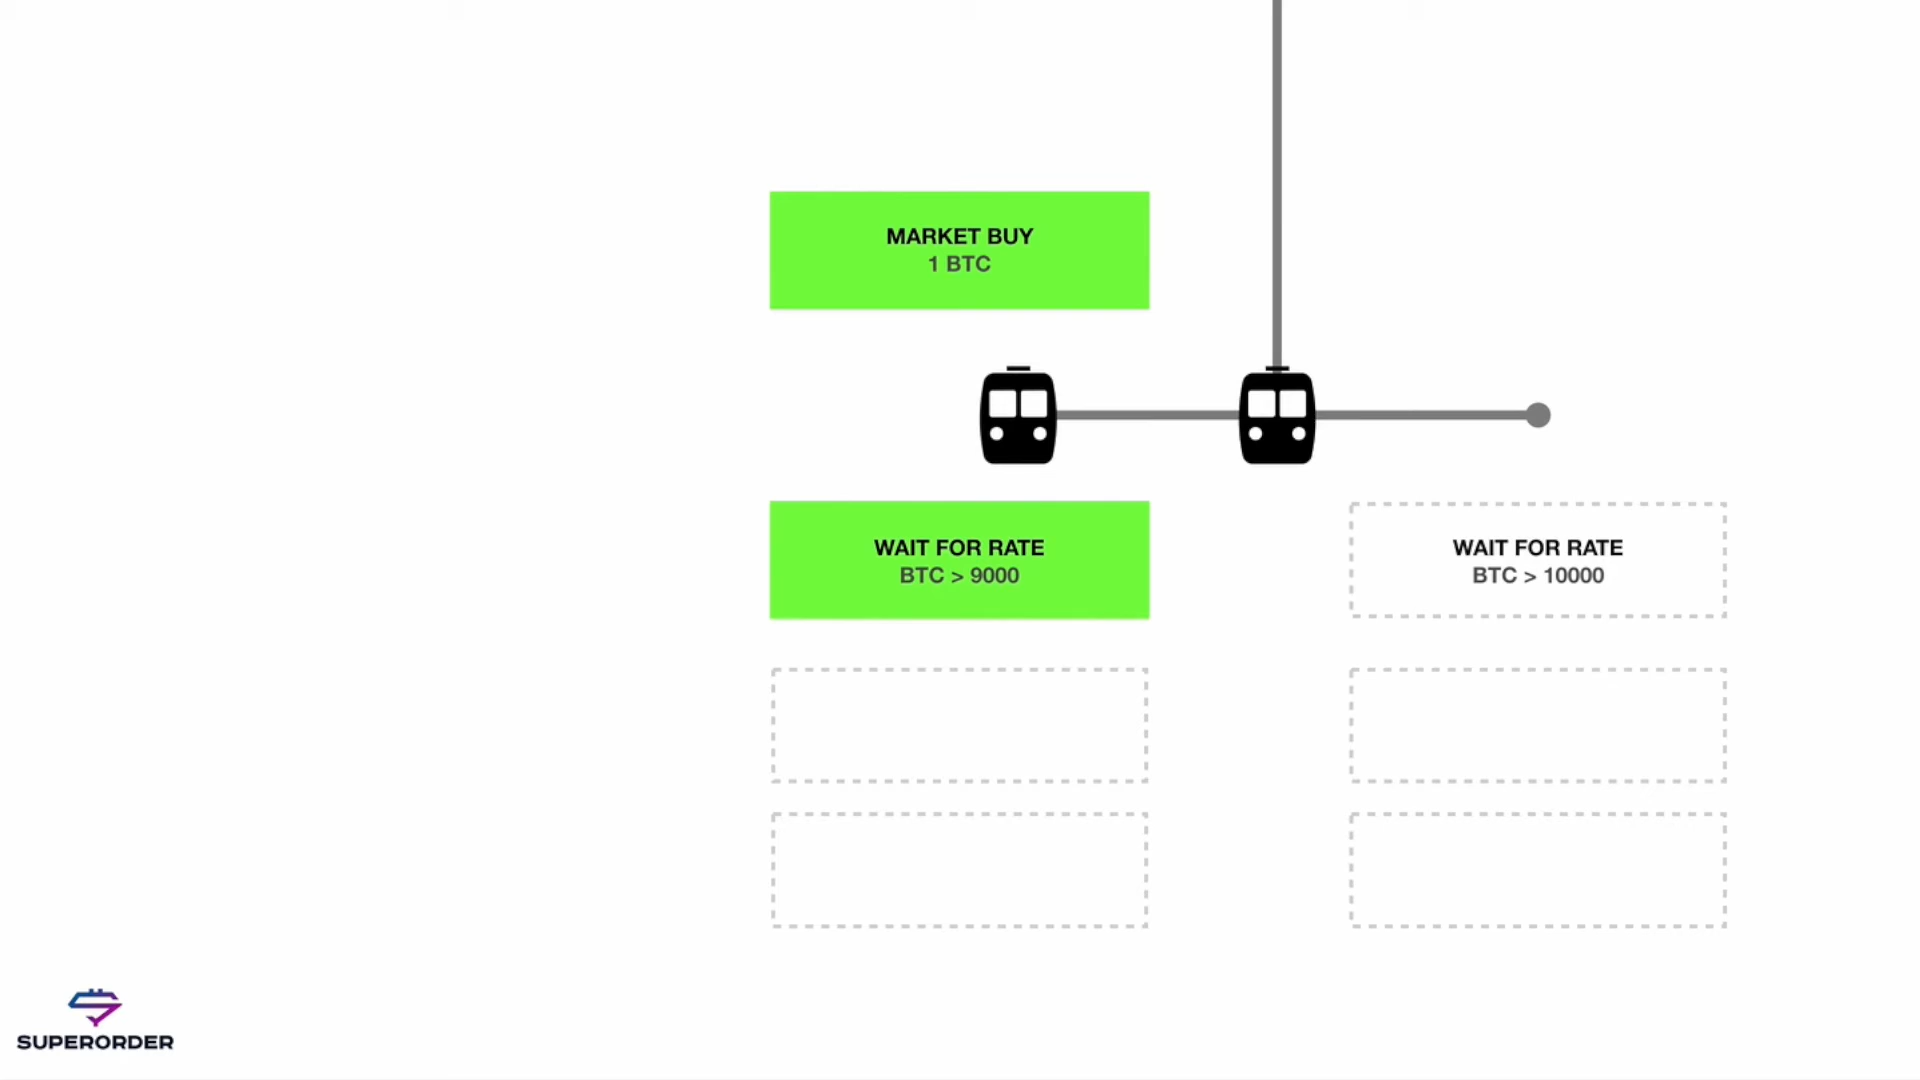 MARKET BUY
1 BTC
WAIT FOR RATE
BTC > 9000
WAIT FOR RATE
BTC > 10000
SUPERORDER